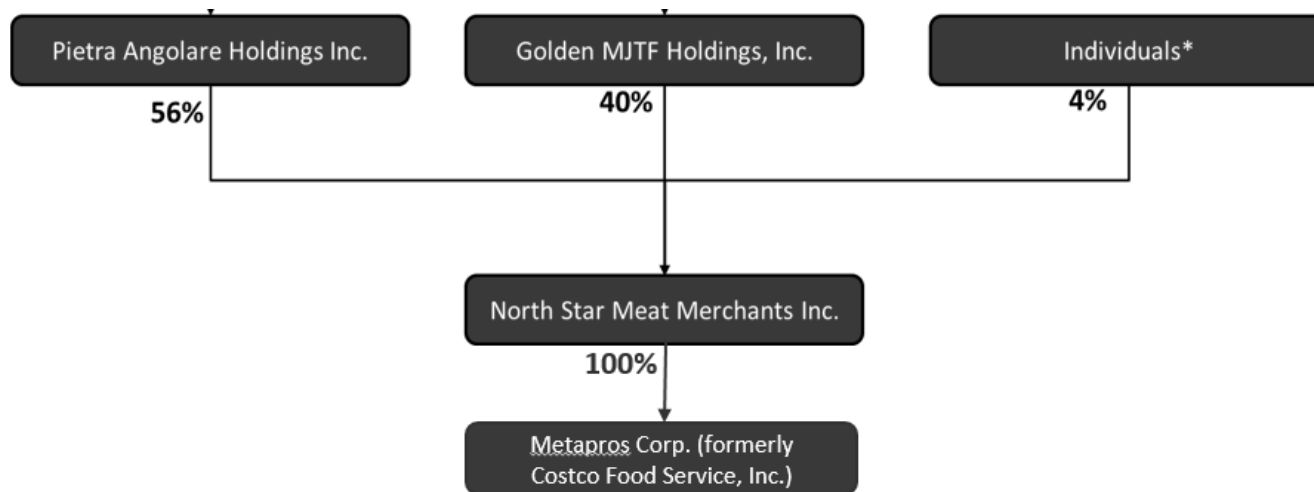 Pietra Angolare Holdings Inc.
Golden MJTF Holdings, Inc.
Individuals*
56%
40%
4%
North Star Meat Merchants Inc.
100%
Metapros Corp. (formerly
Costco Food Service, Inc.)